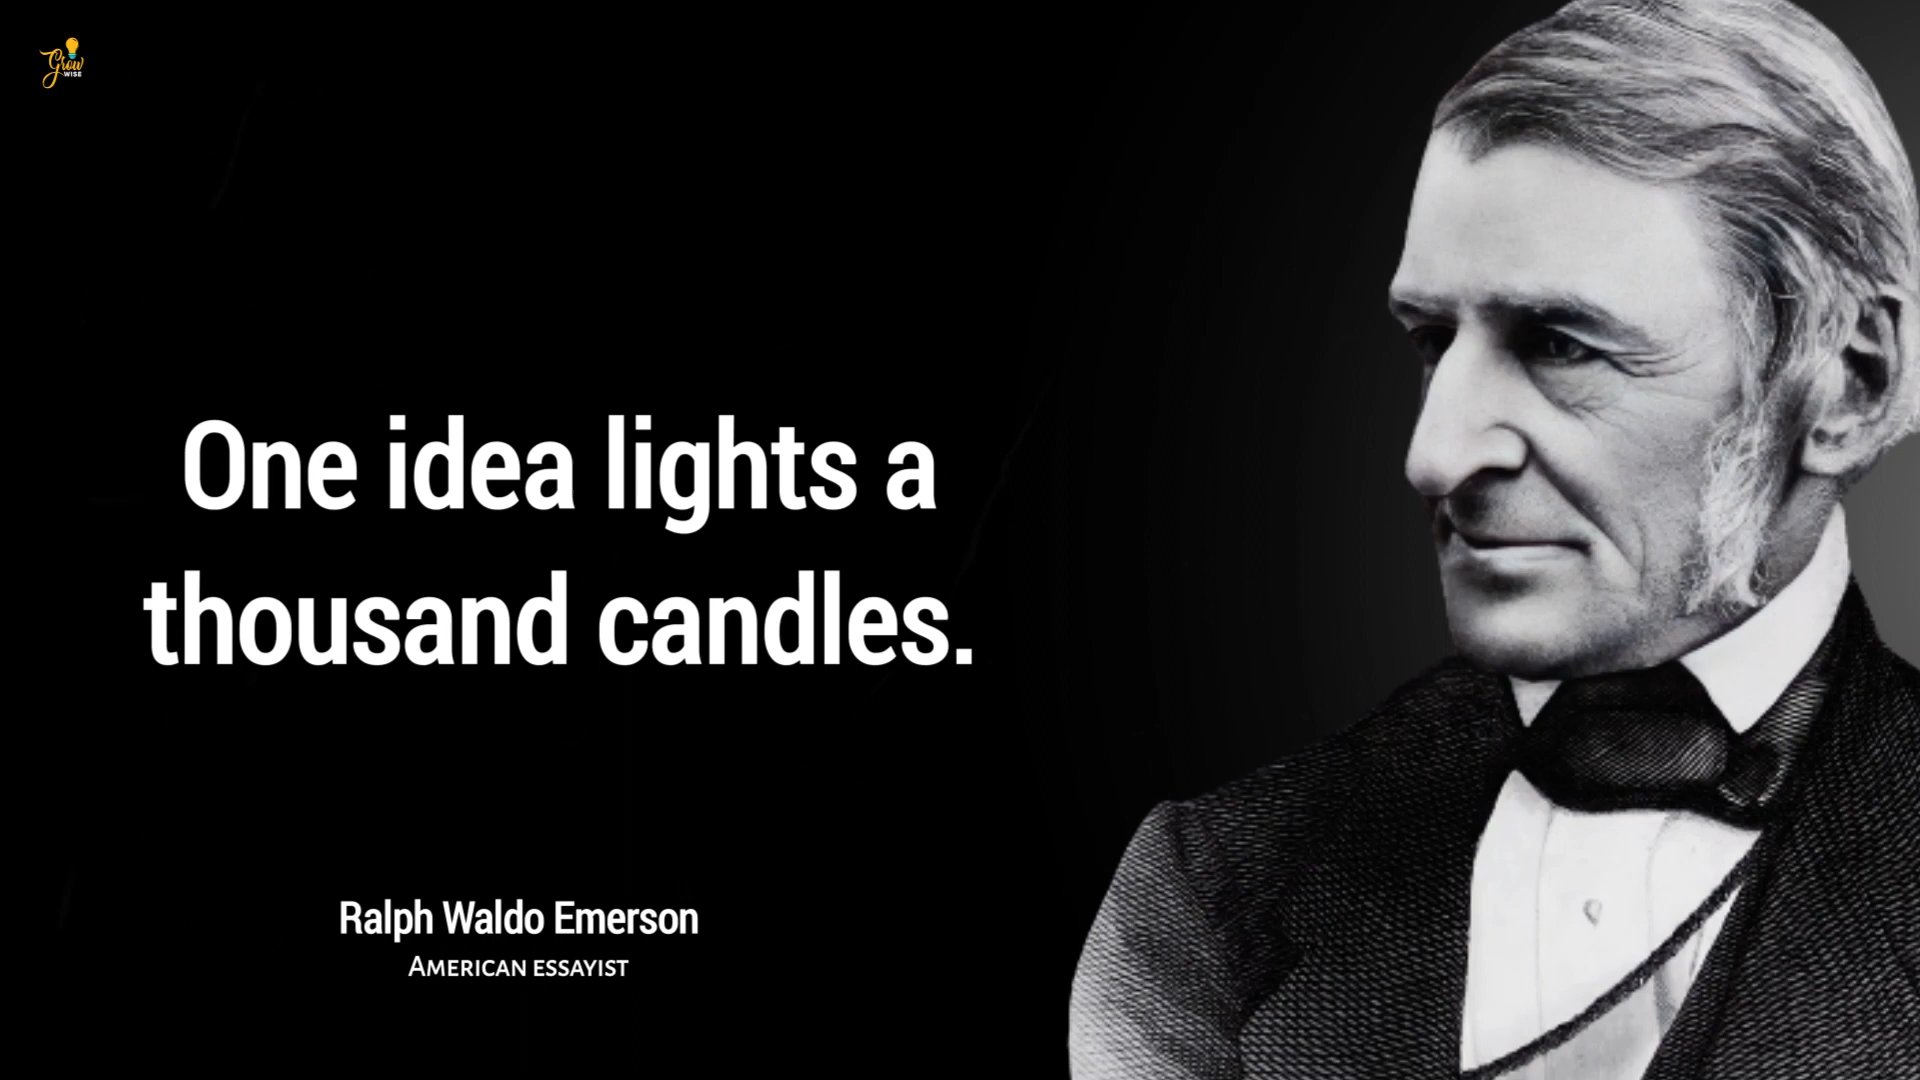 Grow
WISE
One idea lights a
thousand candles.
Ralph Waldo Emerson
American essayist